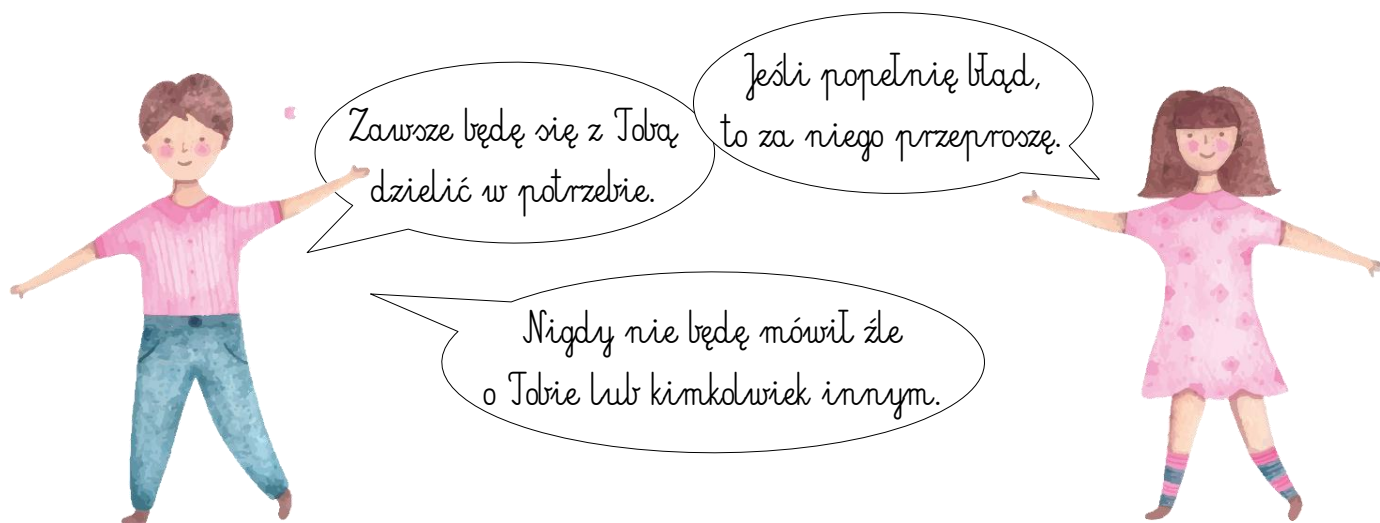 Zawsze będę się z Tobą
dzielić w potrzebie.
Jeśli popełnię błąd,
to za niego przeproszę.
Nigdy nie będę mówił źle
o Tobie lub kimkolwiek innym.